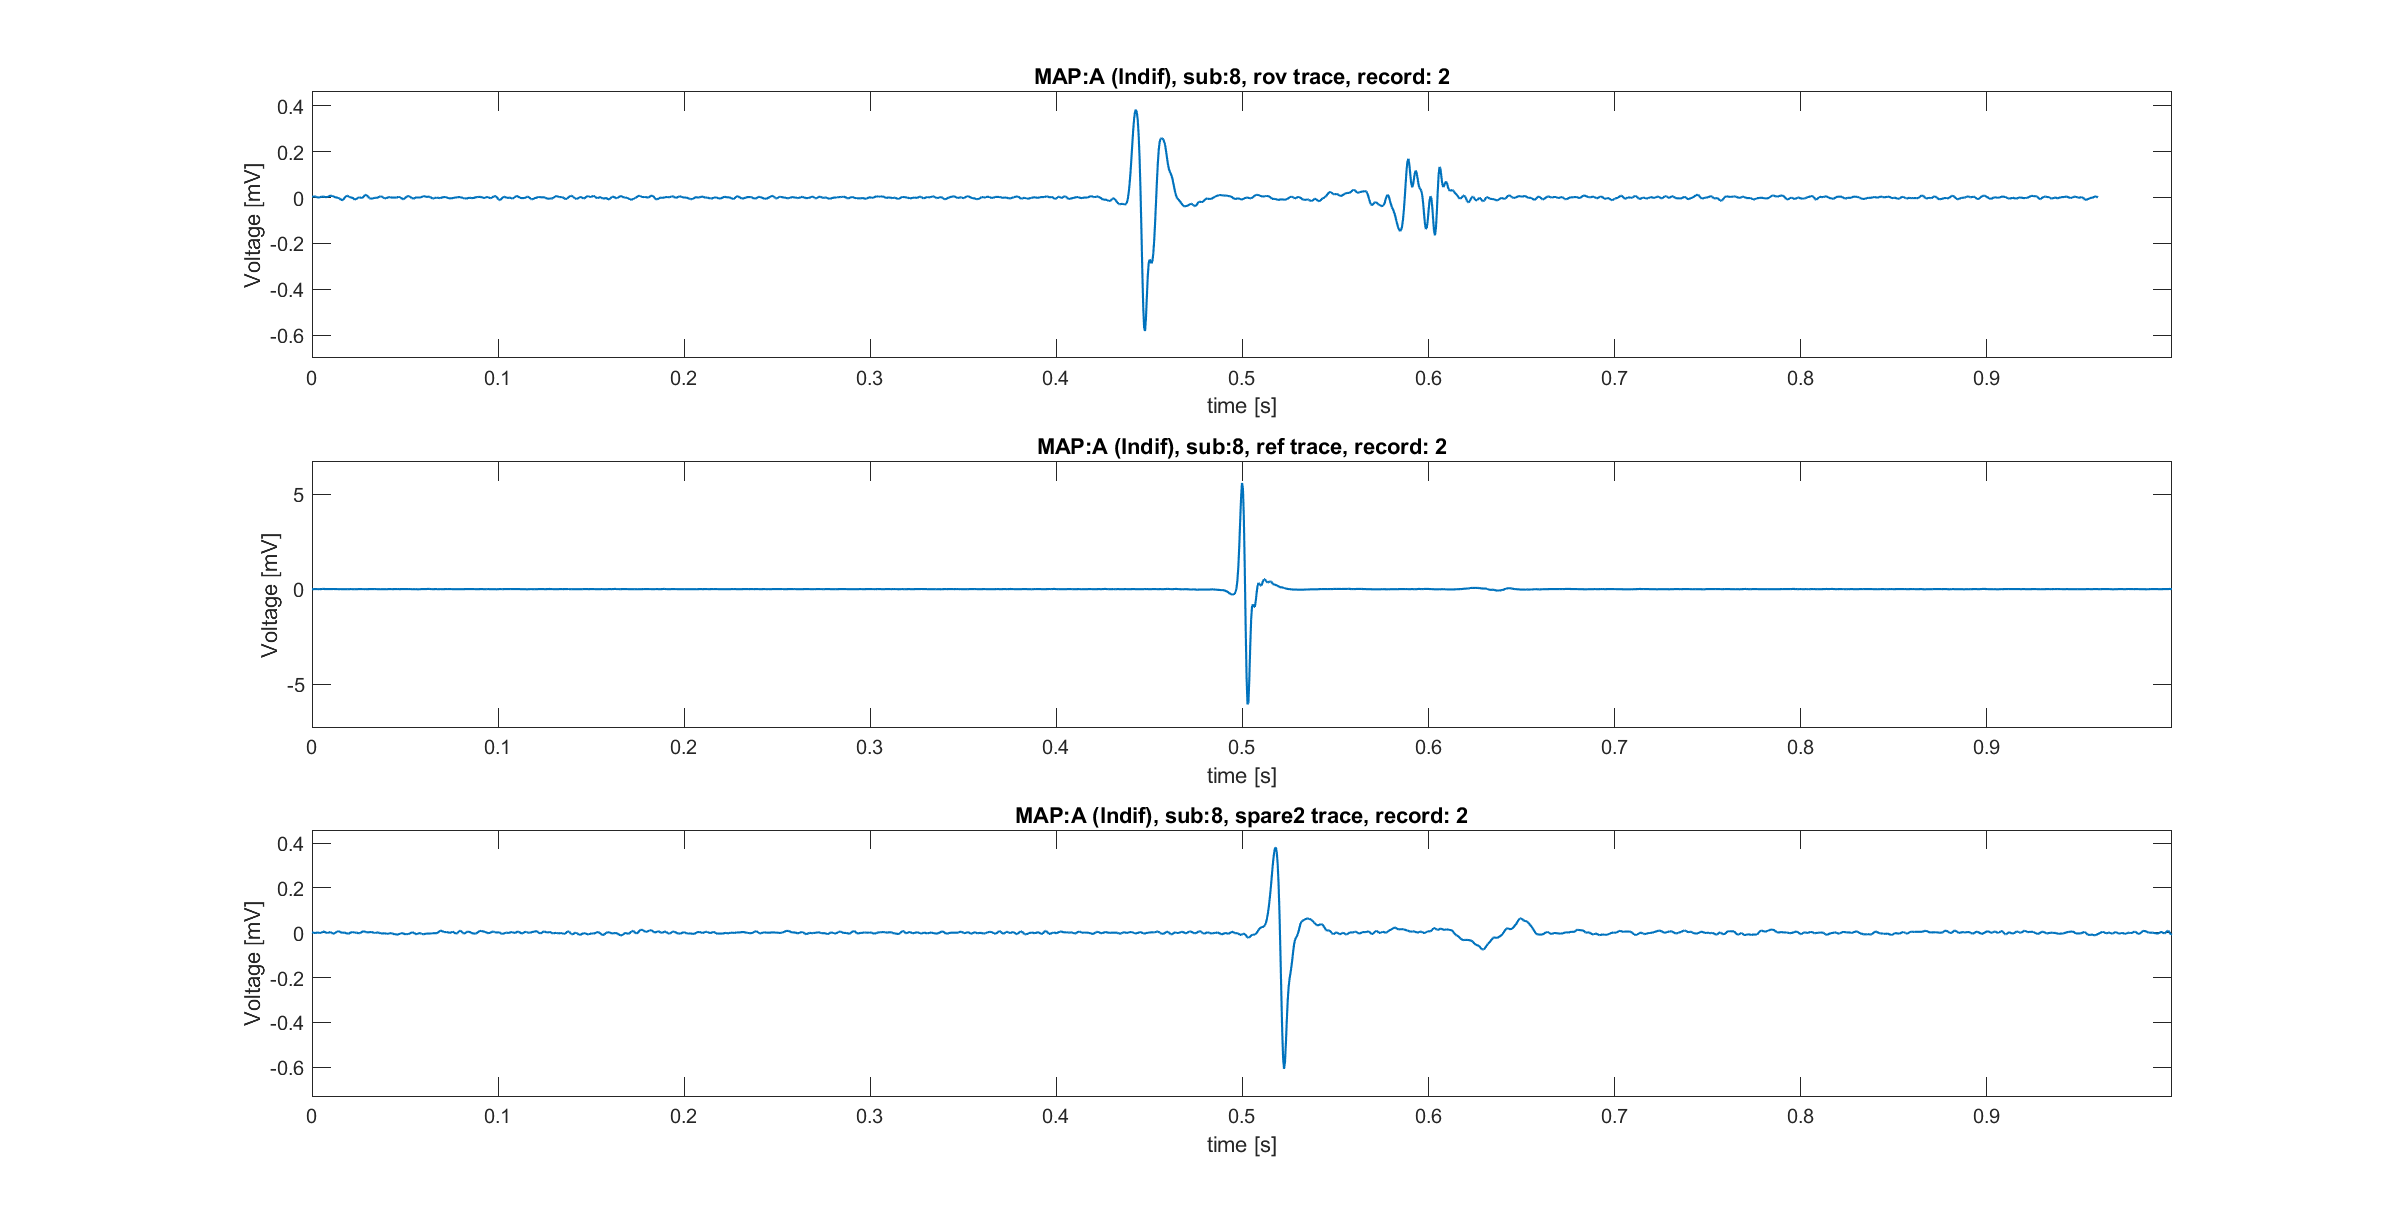 MAP:A (Indif), sub:8, rov trace, record: 2
Voltage [mV]
0.4
0.2
0
-0.2
-0.4
-0.6
0 0.1 0.2 0.3 0.4 0.5 0.6 0.7 0.8 0.9
time [s]
MAP:A (Indif), sub:8, ref trace, record: 2
Voltage [mV]
5
0
-5
0 0.1 0.2 0.3 0.4 0.5 0.6 0.7 0.8 0.9
time [s]
MAP:A (Indif), sub:8, spare2 trace, record: 2
Voltage [mV]
0.4
0.2
0
-0.2
-0.4
-0.6
0 0.1 0.2 0.3 0.4 0.5 0.6 0.7 0.8 0.9
time [s]